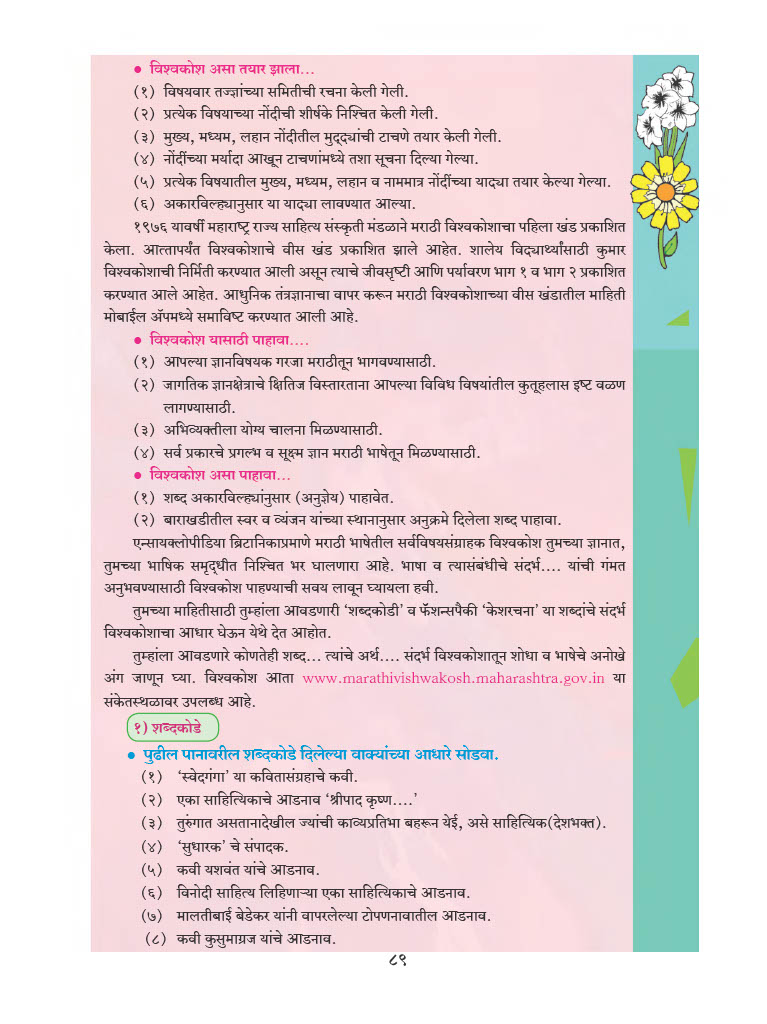 • विश्वकोश असा तयार झाला...
(१) विषयवार तज्ज्ञांच्या समितीची रचना केली गेली.
(२) प्रत्येक विषयाच्या नोंदीची शीर्षके निश्चित केली गेली.
(३) मुख्य, मध्यम, लहान नोंदीतील मुद्द्यांची टाचणे तयार केली गेली.
(४) नोंदींच्या मर्यादा आखून टाचणांमध्ये तशा सूचना दिल्या गेल्या.
(५) प्रत्येक विषयातील मुख्य, मध्यम, लहान व नाममात्र नोंदींच्या याद्या तयार केल्या गेल्या.
(६) अकारविल्ह्यानुसार या याद्या लावण्यात आल्या.
१९७६ यावर्षी महाराष्ट्र राज्य साहित्य संस्कृती मंडळाने मराठी विश्वकोशाचा पहिला खंड प्रकाशित
केला. आत्तापर्यंत विश्वकोशाचे वीस खंड प्रकाशित झाले आहेत. शालेय विद्यार्थ्यांसाठी कुमार
विश्वकोशाची निर्मिती करण्यात आली असून त्याचे जीवसृष्टी आणि पर्यावरण भाग १ व भाग २ प्रकाशित
करण्यात आले आहेत. आधुनिक तंत्रज्ञानाचा वापर करून मराठी विश्वकोशाच्या वीस खंडातील माहिती
मोबाईल ॲपमध्ये समाविष्ट करण्यात आली आहे.
• विश्वकोश यासाठी पाहावा....
(१) आपल्या ज्ञानविषयक गरजा मराठीतून भागवण्यासाठी.
(२) जागतिक ज्ञानक्षेत्राचे क्षितिज विस्तारताना आपल्या विविध विषयांतील कुतूहलास इष्ट वळण
लागण्यासाठी.
(३) अभिव्यक्तीला योग्य चालना मिळण्यासाठी.
(४) सर्व प्रकारचे प्रगल्भ व सूक्ष्म ज्ञान मराठी भाषेतून मिळण्यासाठी.
• विश्वकोश असा पाहावा...
(१) शब्द अकारविल्ह्यांनुसार (अनुज्ञेय) पाहावेत.
(२) बाराखडीतील स्वर व व्यंजन यांच्या स्थानानुसार अनुक्रमे दिलेला शब्द पाहावा.
एन्सायक्लोपीडिया ब्रिटानिकाप्रमाणे मराठी भाषेतील सर्वविषयसंग्राहक विश्वकोश तुमच्या ज्ञानात,
तुमच्या भाषिक समृद्धीत निश्चित भर घालणारा आहे. भाषा व त्यासंबंधीचे संदर्भ.... यांची गंमत
अनुभवण्यासाठी विश्वकोश पाहण्याची सवय लावून घ्यायला हवी.
तुमच्या माहितीसाठी तुम्हांला आवडणारी ‘शब्दकोडी’ व फॅशन्सपैकी ‘केशरचना’ या शब्दांचे संदर्भ
विश्वकोशाचा आधार घेऊन येथे देत आहोत.
तुम्हांला आवडणारे कोणतेही शब्द... त्यांचे अर्थ.... संदर्भ विश्वकोशातून शोधा व भाषेचे अनोखे
अंग जाणून घ्या. विश्वकोश आता www.marathivishwakosh.maharashtra.gov.in या
संकेतस्थळावर उपलब्ध आहे.
१) शब्दकोडे
• पुढील पानावरील शब्दकोडे दिलेल्या वाक्यांच्या आधारे सोडवा.
(१) ‘स्वेदगंगा’ या कवितासंग्रहाचे कवी.
(२) एका साहित्यिकाचे आडनाव ‘श्रीपाद कृष्ण....’
(३) तुरुंगात असतानादेखील ज्यांची काव्यप्रतिभा बहरून येई, असे साहित्यिक(देशभक्त).
(४) ‘सुधारक’ चे संपादक.
(५) कवी यशवंत यांचे आडनाव.
(६) विनोदी साहित्य लिहिणाऱ्या एका साहित्यिकाचे आडनाव.
(७) मालतीबाई बेडेकर यांनी वापरलेल्या टोपणनावातील आडनाव.
(८) कवी कुसुमाग्रज यांचे आडनाव.
८९